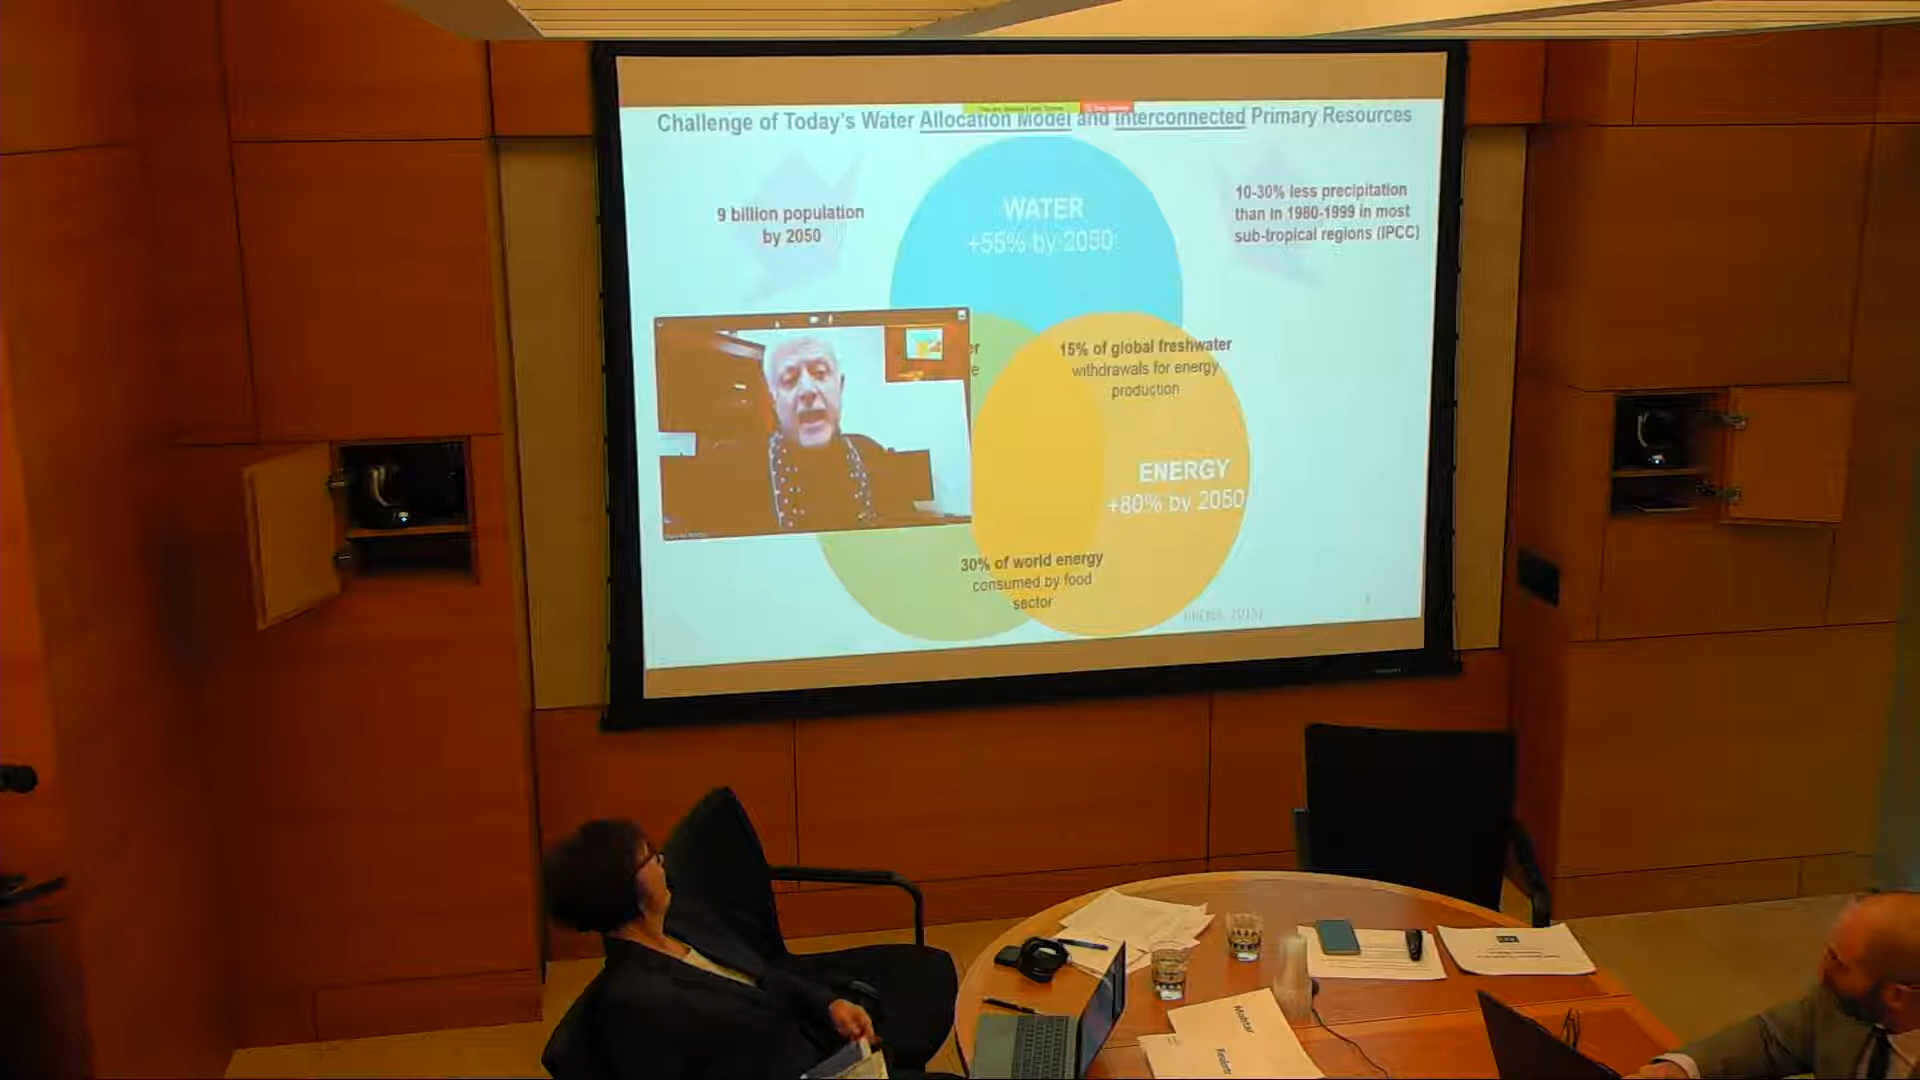 Challenge of Today's Water Allocation Model and Interconnected Primary Resources
9 billion population
by 2050
WATER
+55% by 2050
10-30% less precipitation
than in 1980-1999 in most
sub-tropical regions (IPCC)
er
e
15% of global freshwater
withdrawals for energy
production
ENERGY
+80% by 2050
30% of world energy
consumed by food
sector
Mohtar